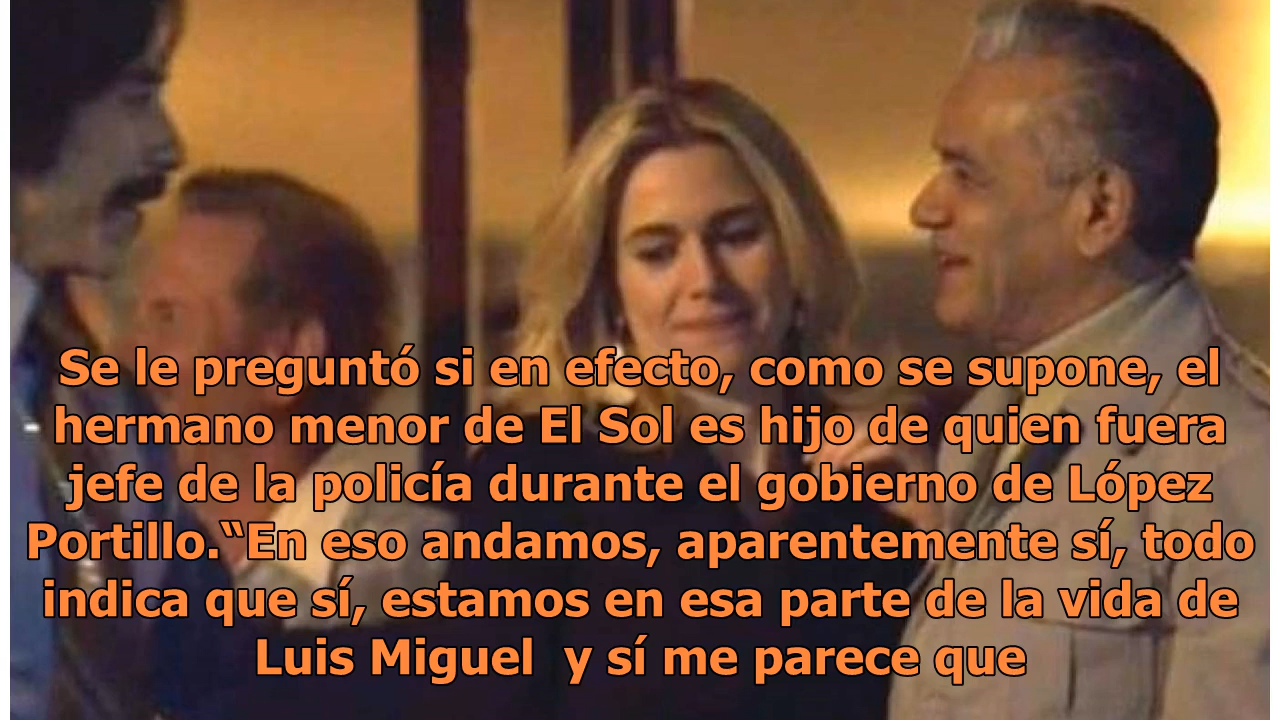 Se le preguntó si en efecto, como se supone, el
hermano menor de El Sol es hijo de quien fuera
jefe de la policía durante el gobierno de López
Portillo.“En eso andamos, aparentemente sí, todo
indica que sí, estamos en esa parte de la vida de
Luis Miguel  y sí me parece que